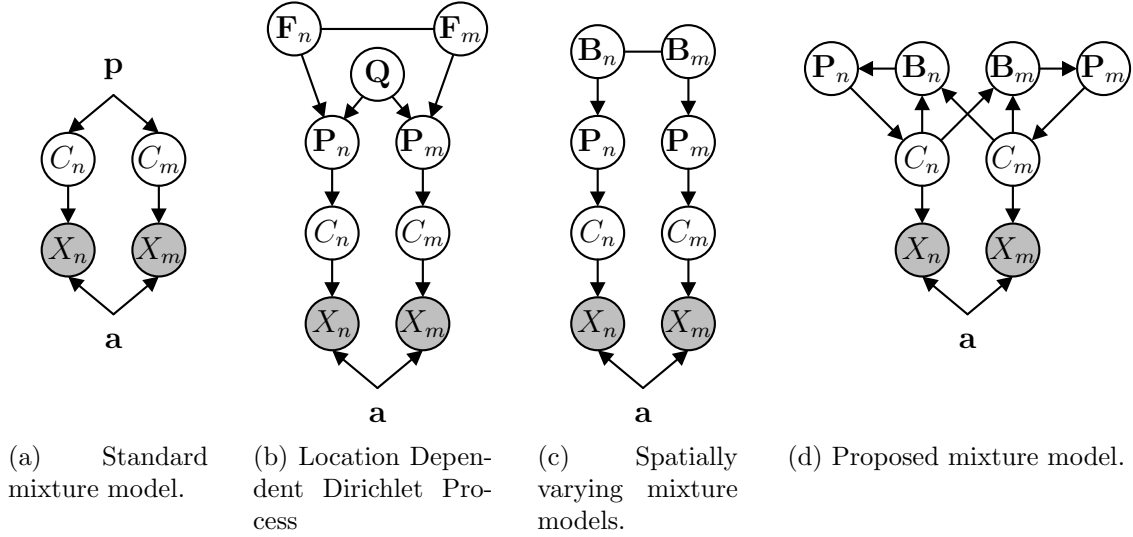 p
C_n C_m
X_n X_m
a
(a) Standard
mixture model.
F_n F_m
Q
P_n P_m
C_n C_m
X_n X_m
a
(b) Location Depen-
dent Dirichlet Pro-
cess
B_n B_m
P_n P_m
C_n C_m
X_n X_m
a
(c) Spatially
varying mixture
models.
P_n B_n B_m P_m
C_n C_m
X_n X_m
a
(d) Proposed mixture model.